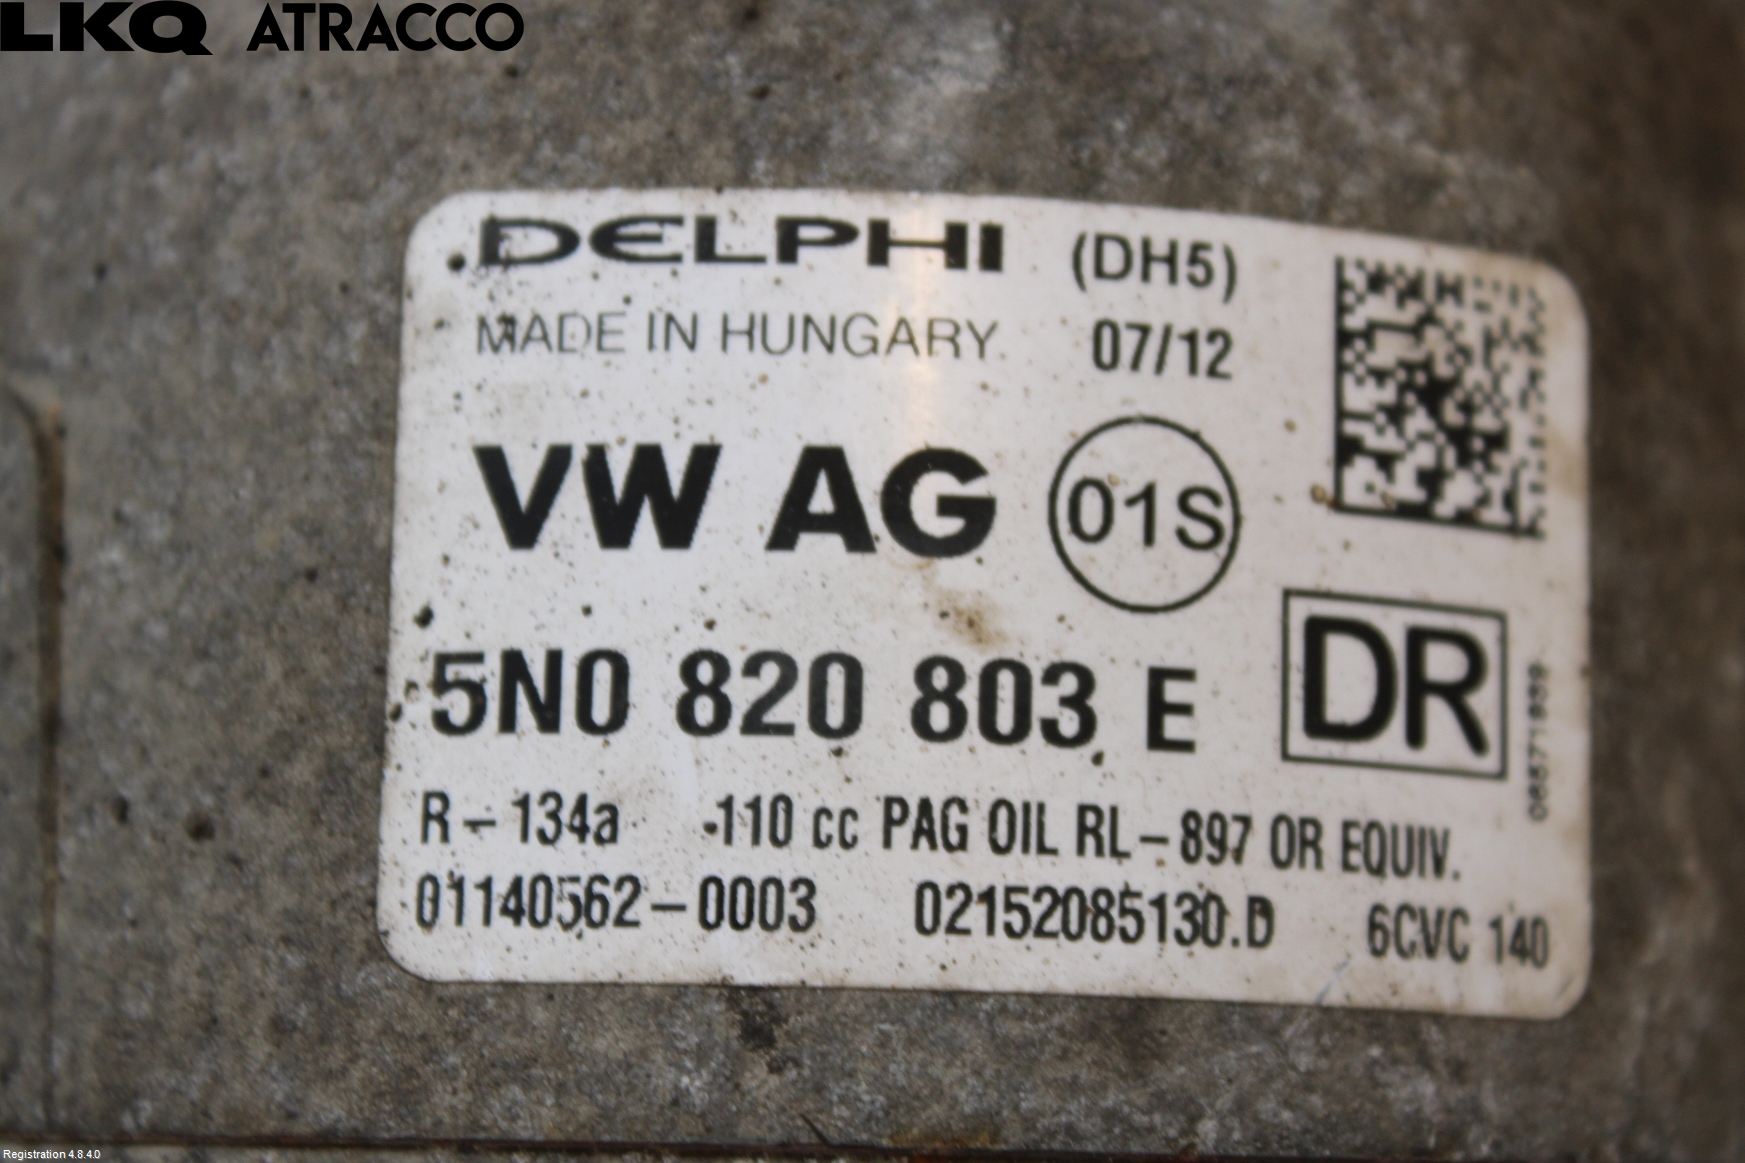 LKQ ATRACCO
DELPHI (DH5)
MADE IN HUNGARY 07/12
VW AG 01S
5N0 820 803 E DR
R-134a 110 cc PAG OIL RL-897 OR EQUIV.
01140562-0003 02152085130.D 6CVC 140
Registration 4.8.4.0